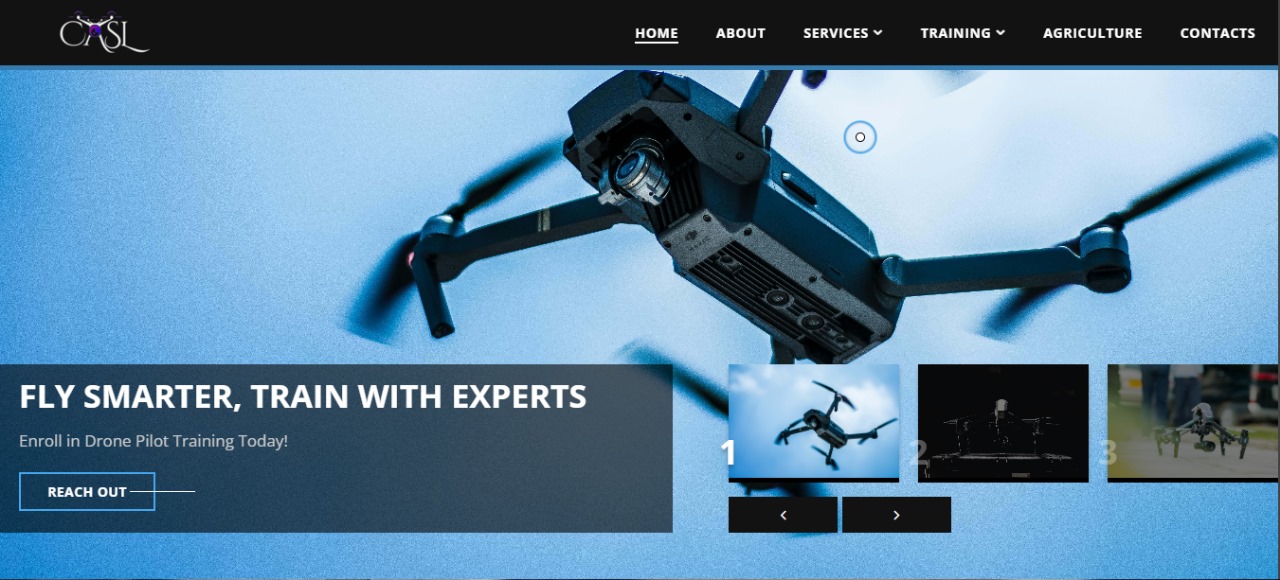 CASL
HOME
ABOUT
SERVICES
TRAINING
AGRICULTURE
CONTACTS
FLY SMARTER, TRAIN WITH EXPERTS
Enroll in Drone Pilot Training Today!
REACH OUT
1
2
3